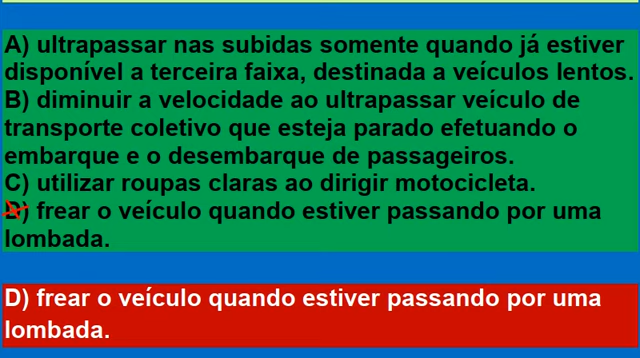 A) ultrapassar nas subidas somente quando já estiver
disponível a terceira faixa, destinada a veículos lentos.
B) diminuir a velocidade ao ultrapassar veículo de
transporte coletivo que esteja parado efetuando o
embarque e o desembarque de passageiros.
C) utilizar roupas claras ao dirigir motocicleta.
D) frear o veículo quando estiver passando por uma
lombada.
D) frear o veículo quando estiver passando por uma
lombada.